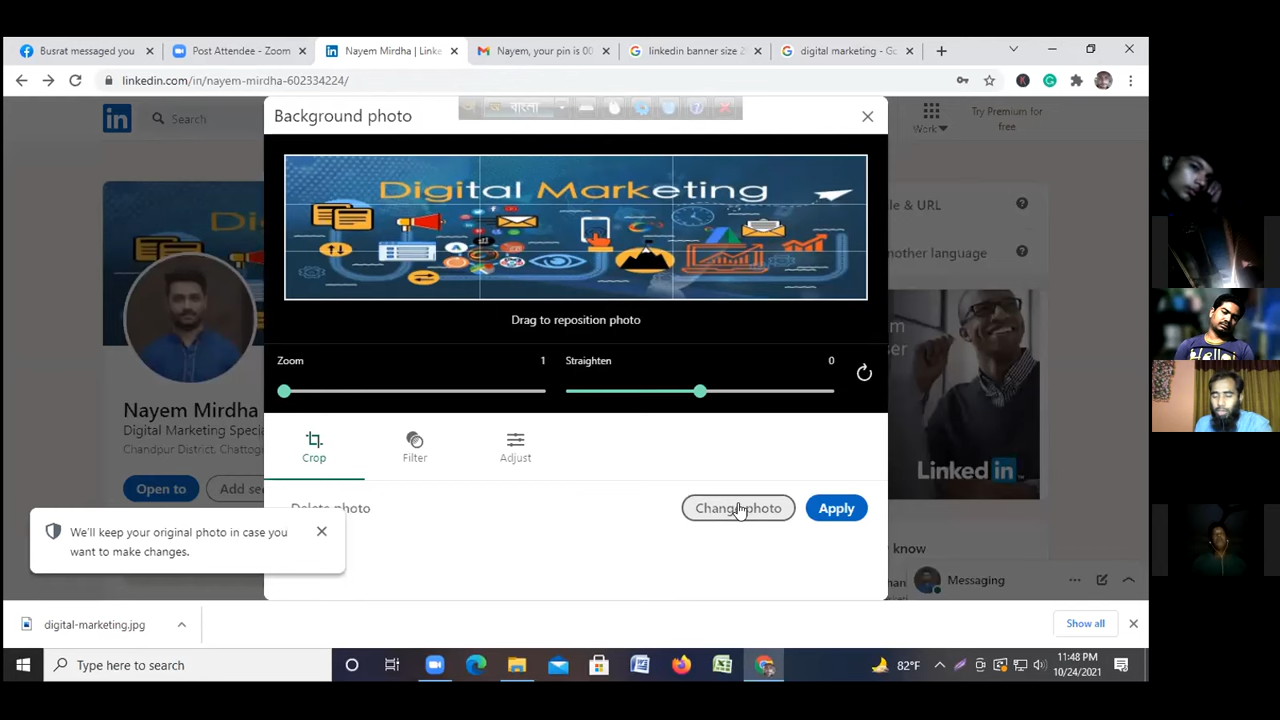 Busrat messaged you
Post Attendee - Zoom
Nayem Mirdha | Linke
Nayem, your pin is 00
linkedin banner size 2
digital marketing - Go
linkedin.com/in/nayem-mirdha-602334224/
in
Search
Background photo
বাংলা
Work
Try Premium for
free
Digital Marketing
Drag to reposition photo
Zoom
1
Straighten
0
Crop
Filter
Adjust
Delete photo
Change photo
Apply
Nayem Mirdha
Digital Marketing Specia
Chandpur District, Chattog
Open to
Add se
We'll keep your original photo in case you
want to make changes.
le & URL
nother language
LinkedIn
know
Messaging
digital-marketing.jpg
Show all
Type here to search
82°F
11:48 PM
10/24/2021